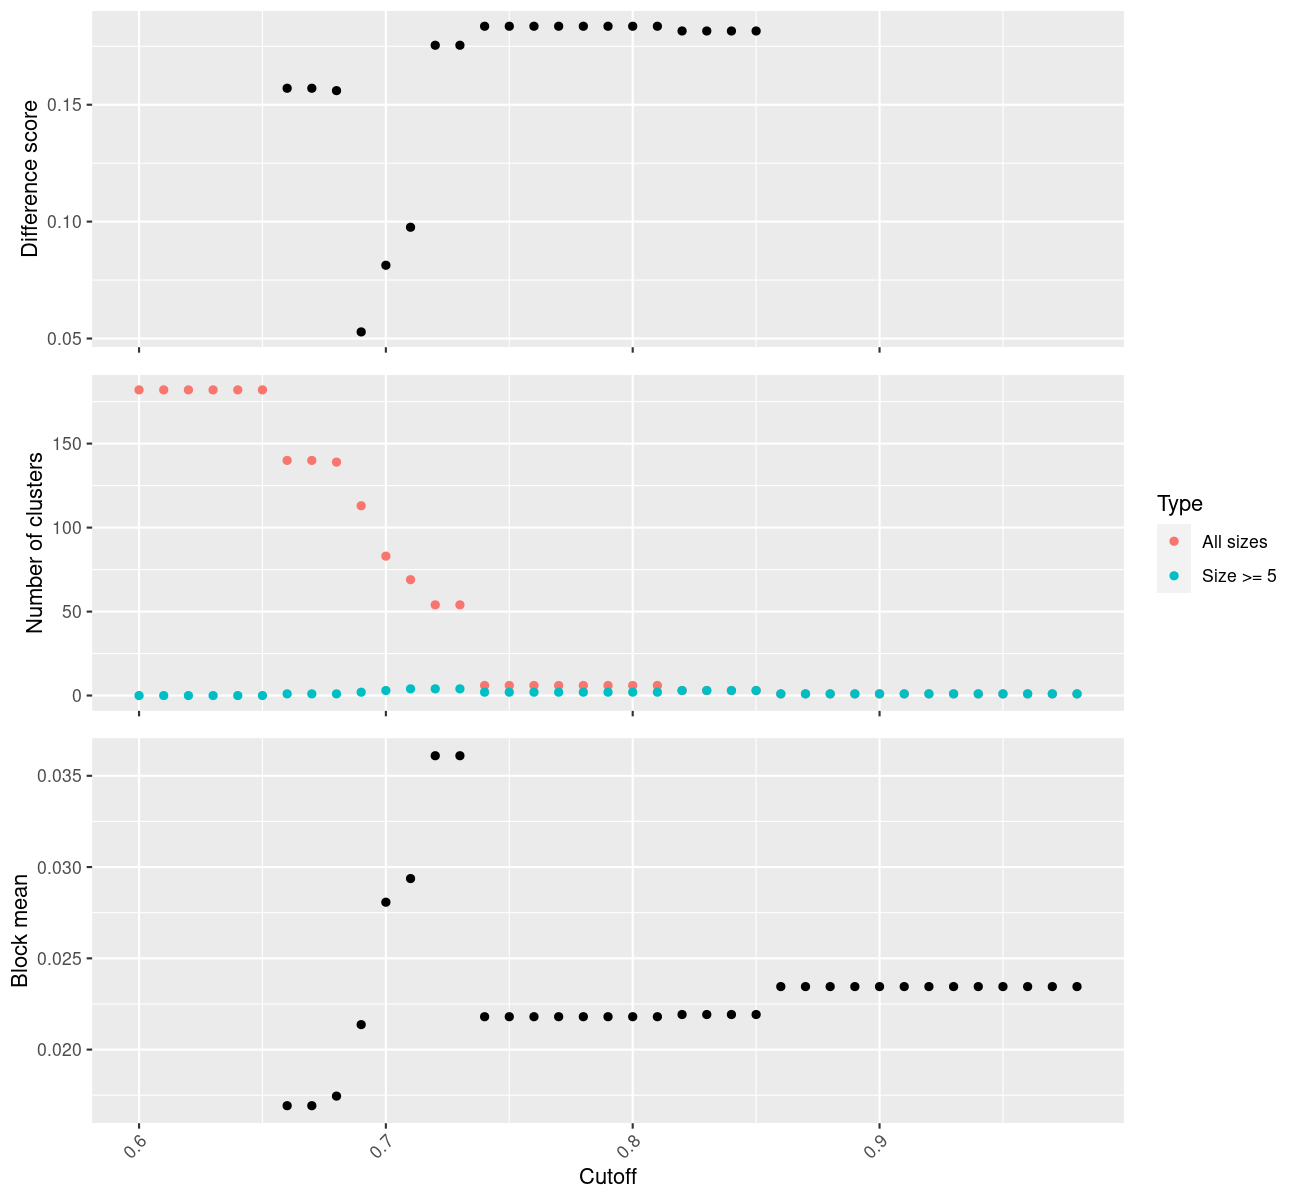 Difference score
0.15
0.10
0.05
Number of clusters
150
100
50
0
Type
All sizes
Size >= 5
Block mean
0.035
0.030
0.025
0.020
0.6
0.7
0.8
0.9
Cutoff